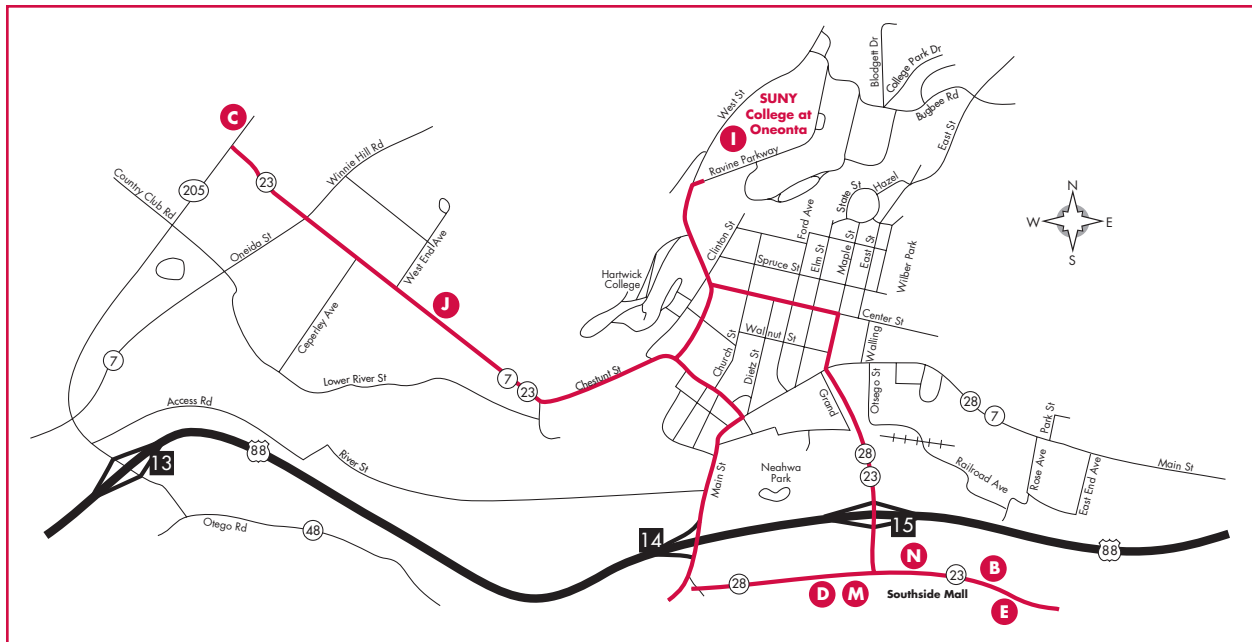 Blodgett Dr
College Park Dr
Bugbee Rd
East St
West St
SUNY
College at
Oneonta
I
Ravine Parkway
C
23
Winnie Hill Rd
205
Country Club Rd
Oneida St
West End Ave
State St
Hazel
Ford Ave
N
W
E
S
Clinton St
Elm St
Maple St
East St
Wilber Park
Spruce St
Hartwick
College
J
Ceperley Ave
Center St
Walling
Walnut St
Church St
Dietz St
7
7
23
Chestunt St
Lower River St
Access Rd
Grand
Otsego St
28
7
Park St
13
88
River St
28
23
Neahwa
Park
Main St
Railroad Ave
Rose Ave
East End Ave
Main St
Otego Rd
48
14
15
88
N
B
28
23
D
M
Southside Mall
E